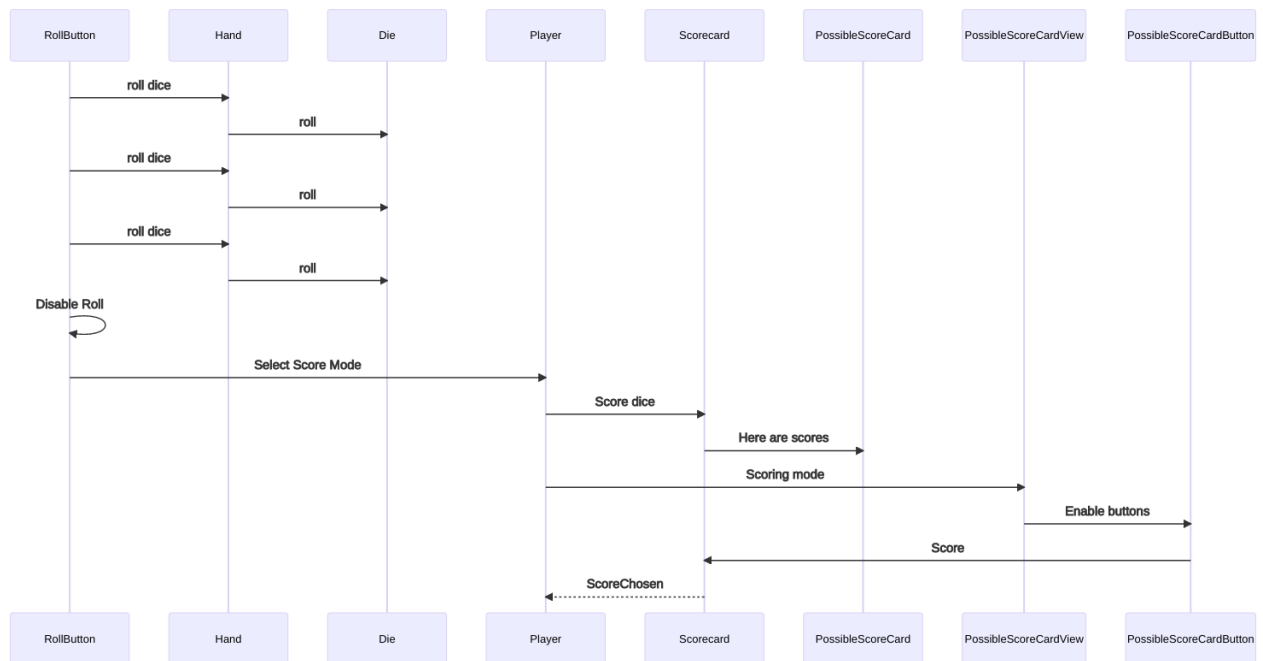 RollButton
Hand
Die
Player
Scorecard
PossibleScoreCard
PossibleScoreCardView
PossibleScoreCardButton
roll dice
roll
roll dice
roll
roll dice
roll
Disable Roll
Select Score Mode
Score dice
Here are scores
Scoring mode
Enable buttons
Score
ScoreChosen
RollButton
Hand
Die
Player
Scorecard
PossibleScoreCard
PossibleScoreCardView
PossibleScoreCardButton